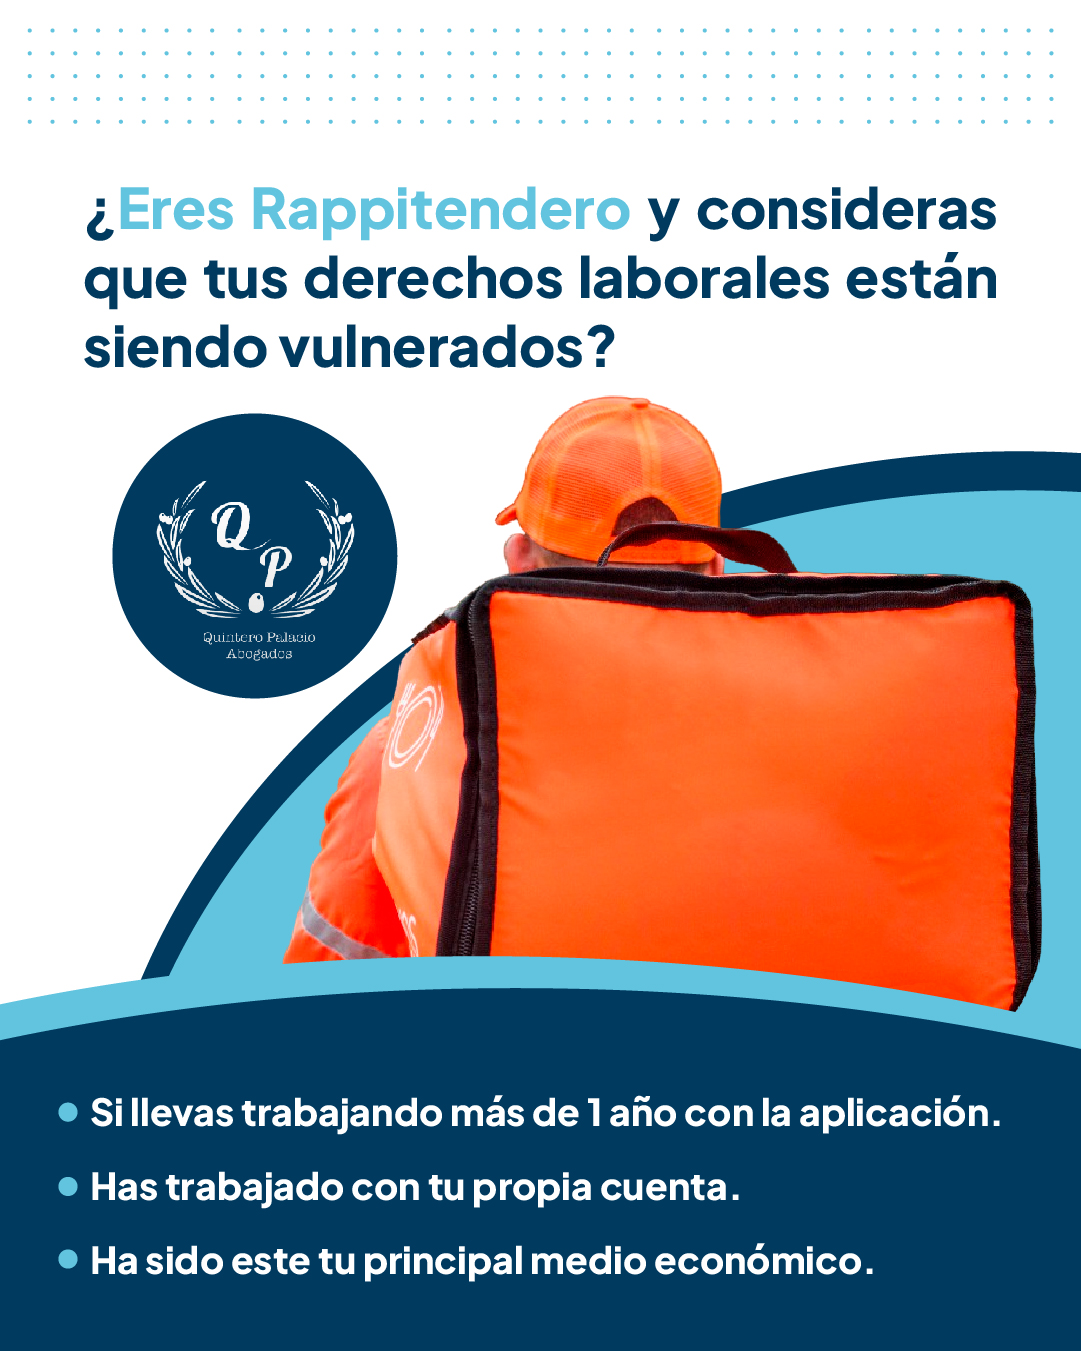 ¿Eres Rappitendero y consideras
que tus derechos laborales están
siendo vulnerados?
Q
P
Quintero Palacio
Abogados
Si llevas trabajando más de 1 año con la aplicación.
Has trabajado con tu propia cuenta.
Ha sido este tu principal medio económico.